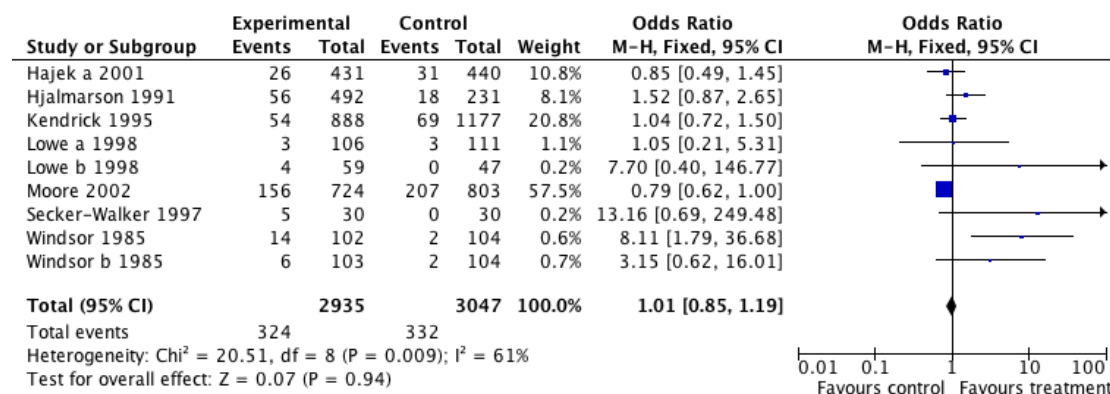 Experimental Control Odds Ratio Odds Ratio
Study or Subgroup Events Total Events Total Weight M-H, Fixed, 95% CI M-H, Fixed, 95% CI
Hajek a 2001 26 431 31 440 10.8% 0.85 [0.49, 1.45]
Hjalmarson 1991 56 492 18 231 8.1% 1.52 [0.87, 2.65]
Kendrick 1995 54 888 69 1177 20.8% 1.04 [0.72, 1.50]
Lowe a 1998 3 106 3 111 1.1% 1.05 [0.21, 5.31]
Lowe b 1998 4 59 0 47 0.2% 7.70 [0.40, 146.77]
Moore 2002 156 724 207 803 57.5% 0.79 [0.62, 1.00]
Secker-Walker 1997 5 30 0 30 0.2% 13.16 [0.69, 249.48]
Windsor 1985 14 102 2 104 0.6% 8.11 [1.79, 36.68]
Windsor b 1985 6 103 2 104 0.7% 3.15 [0.62, 16.01]
Total (95% CI) 2935 3047 100.0% 1.01 [0.85, 1.19]
Total events 324 332
Heterogeneity: Chi² = 20.51, df = 8 (P = 0.009); I² = 61%
Test for overall effect: Z = 0.07 (P = 0.94)
0.01 0.1 1 10 100
Favours control Favours treatment